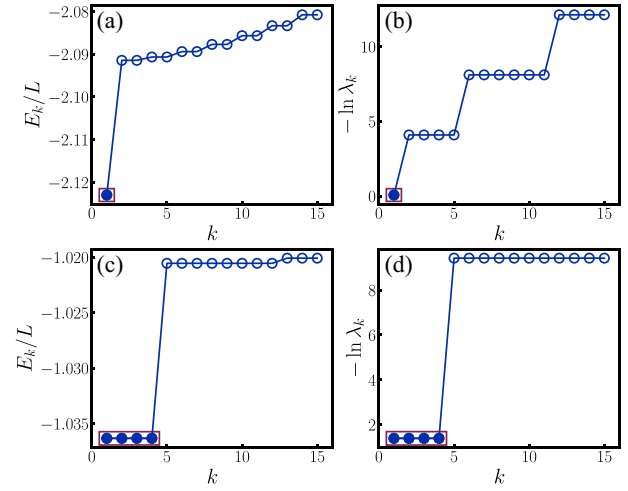 (a)
−2.08
−2.09
−2.10
−2.11
−2.12
E_k/L
0 5 10 15
k
(b)
10
5
0
− ln λ_k
0 5 10 15
k
(c)
−1.020
−1.025
−1.030
−1.035
E_k/L
0 5 10 15
k
(d)
8
6
4
2
− ln λ_k
0 5 10 15
k